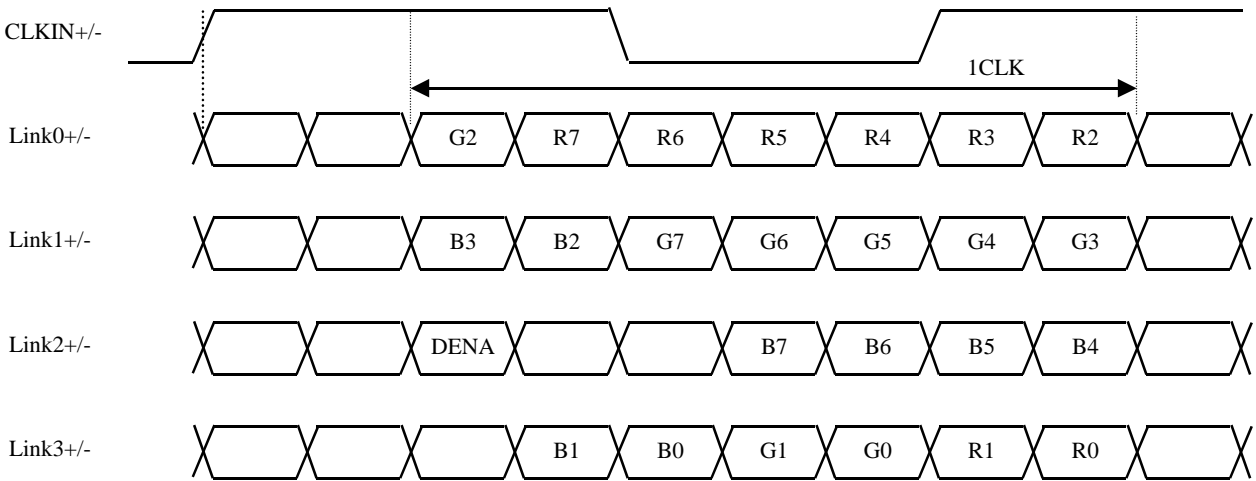 CLKIN+/-
1CLK
Link0+/- G2 R7 R6 R5 R4 R3 R2
Link1+/- B3 B2 G7 G6 G5 G4 G3
Link2+/- DENA B7 B6 B5 B4
Link3+/- B1 B0 G1 G0 R1 R0